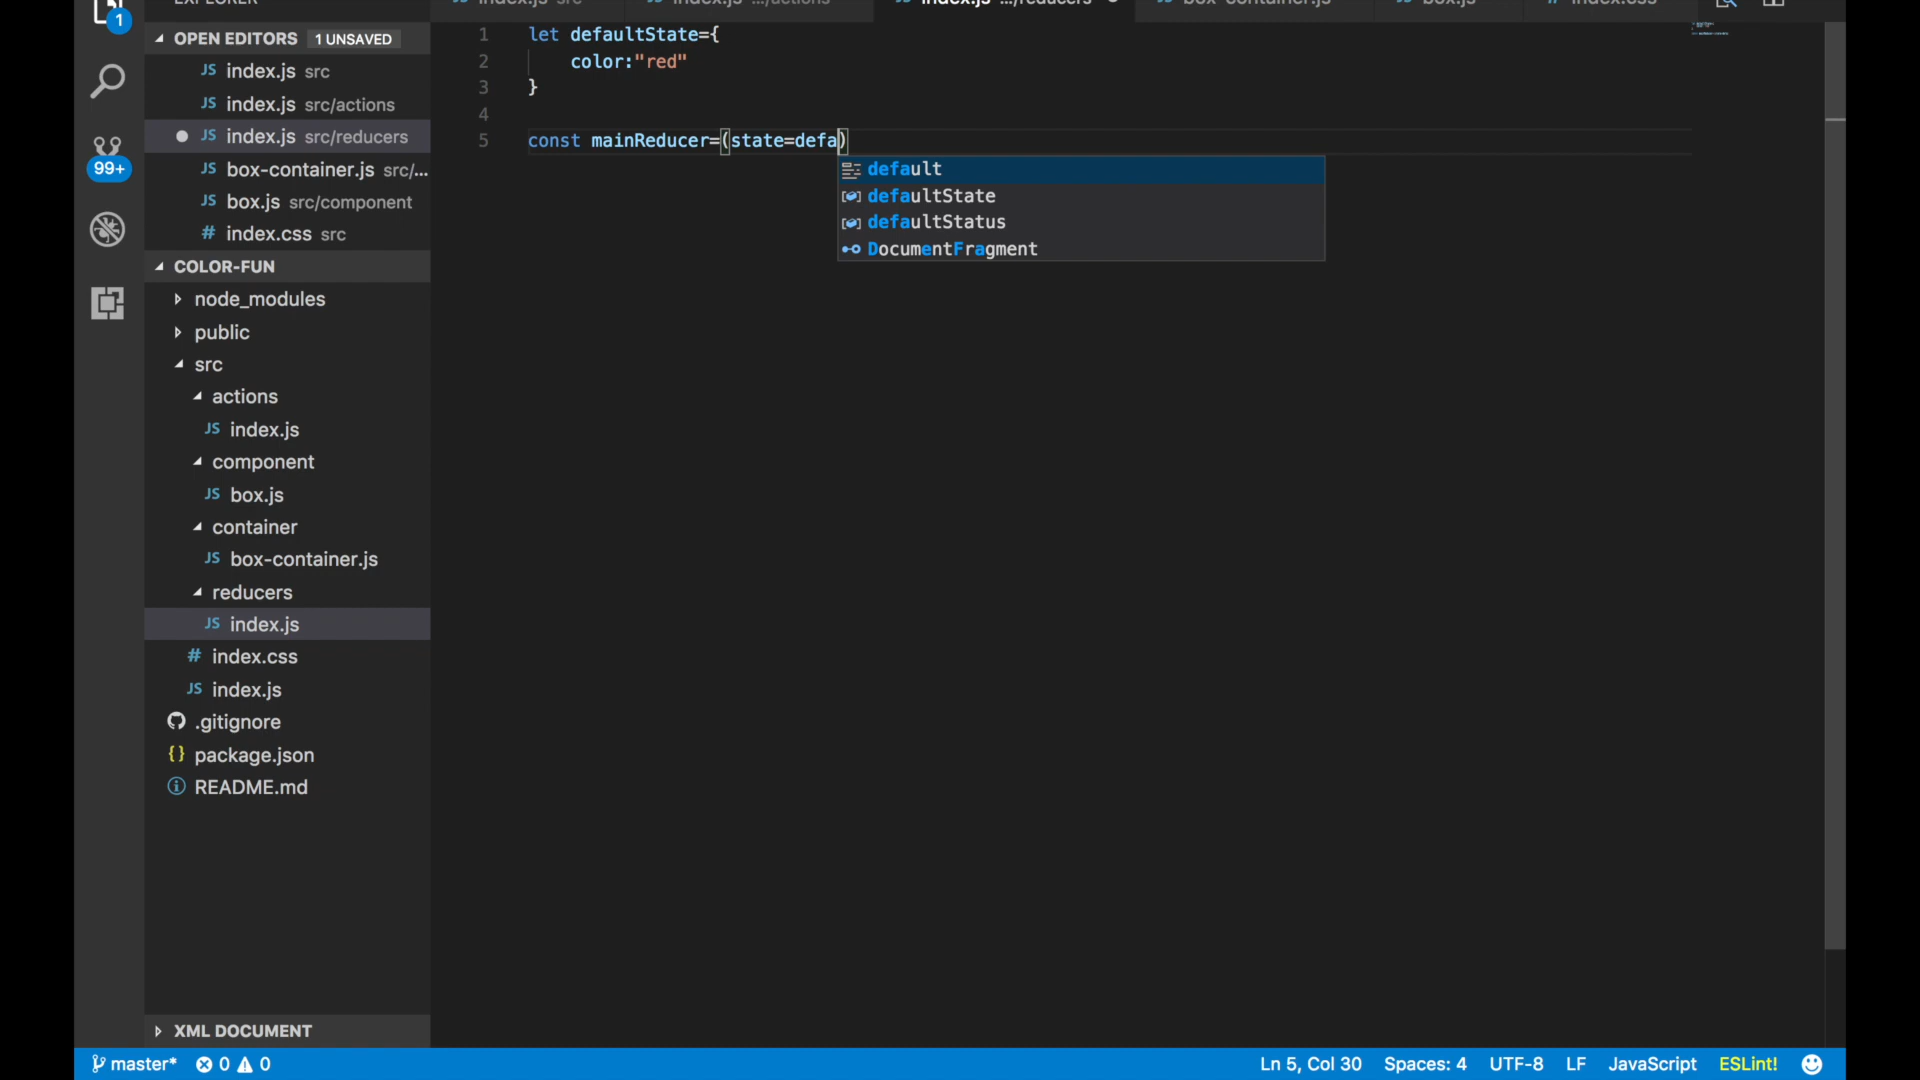 EXPLORER
index.js src
index.js .../actions
index.js .../reducers
box-container.js
box.js
index.css
1
OPEN EDITORS 1 UNSAVED
JS index.js src
JS index.js src/actions
JS index.js src/reducers
99+
JS box-container.js src/...
JS box.js src/component
# index.css src
COLOR-FUN
node_modules
public
src
actions
JS index.js
component
JS box.js
container
JS box-container.js
reducers
JS index.js
# index.css
JS index.js
.gitignore
{} package.json
README.md
XML DOCUMENT
1 let defaultState={
2 color:"red"
3 }
4
5 const mainReducer=(state=defa)
default
defaultState
defaultStatus
DocumentFragment
master* 0 0
Ln 5, Col 30 Spaces: 4 UTF-8 LF JavaScript ESLint!